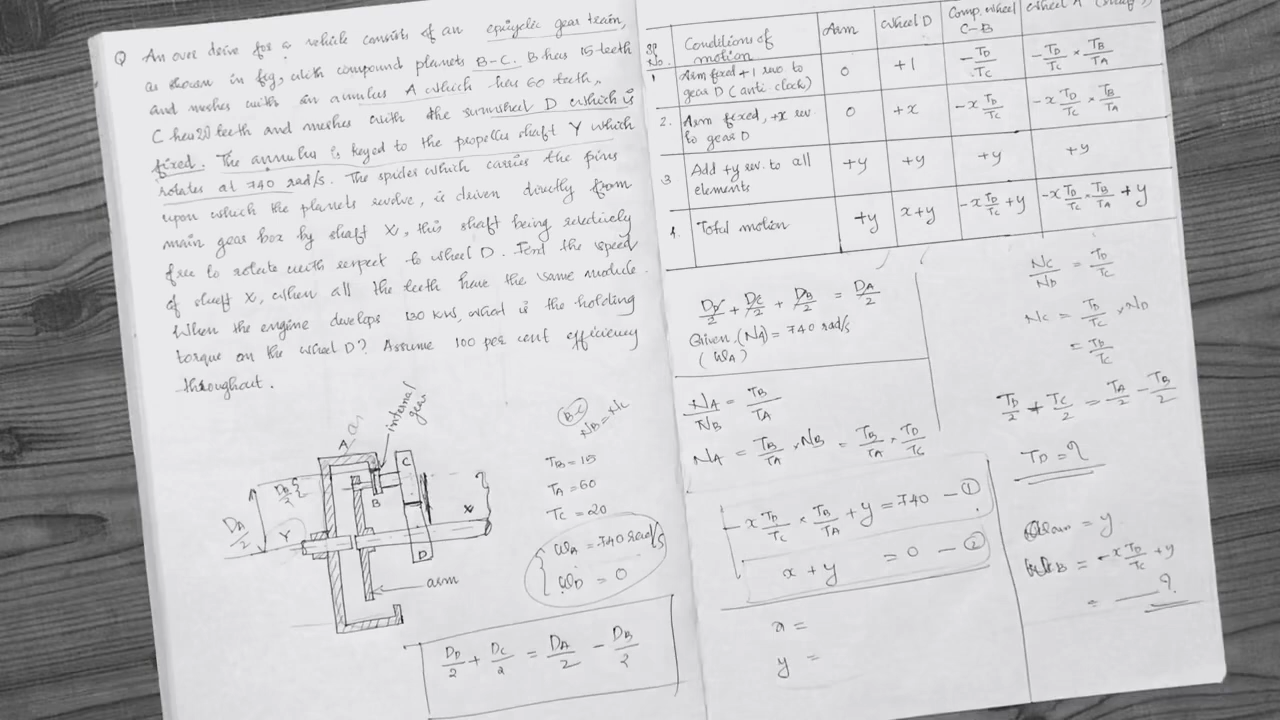 Q An over drive for a vehicle consists of an epicyclic gear train,
as shown in fig, with compound planets B-C. B has 15 teeth
and meshes with an annulus A which has 60 teeth.
C has 20 teeth and meshes with the sunwheel D which is
fixed. The annulus is keyed to the propeller shaft Y which
rotates at 740 rad/s. The spider which carries the pins
upon which the planets revolve, is driven directly from
main gear box by shaft X, this shaft being relatively
free to rotate with respect to wheel D. Find the speed
of shaft X, when all the teeth have the same module.
When the engine develops 130 kW, what is the holding
torque on the wheel D? Assume 100 per cent efficiency
throughout.
internal
gear
A
C
B
D
X
Y
arm
DB/2
DA/2
B-C
NB = NC
TB = 15
TA = 60
TC = 20
ωA = 740 rad/s
ωD = 0
DD/2 + DC/2 = DA/2 - DB/2
Sl No. Conditions of motion Arm Wheel D Comp. wheel C-B Wheel A
1 Arm fixed +1 rev. to gear D (anti clock) 0 +1 -TD/TC -TD/TC × TB/TA
2. Arm fixed, +x rev. to gear D 0 +x -x TD/TC -x TD/TC × TB/TA
3 Add +y rev. to all elements +y +y +y +y
4. Total motion +y x+y -x TD/TC + y -x TD/TC · TB/TA + y
DD/2 + DC/2 + DB/2 = DA/2
Given, (NA) = 740 rad/s
(ωA)
NA/NB = TB/TA
NA = TB/TA × NB = TB/TA × TD/TC
- x TD/TC × TB/TA + y = 740 - ①
x + y = 0 - ②
x =
y =
NC/ND = TD/TC
NC = TD/TC × ND
= TD/TC
TD/2 + TC/2 = TA/2 - TB/2
TD = ?
= y
= -x TD/TC + y
= ?